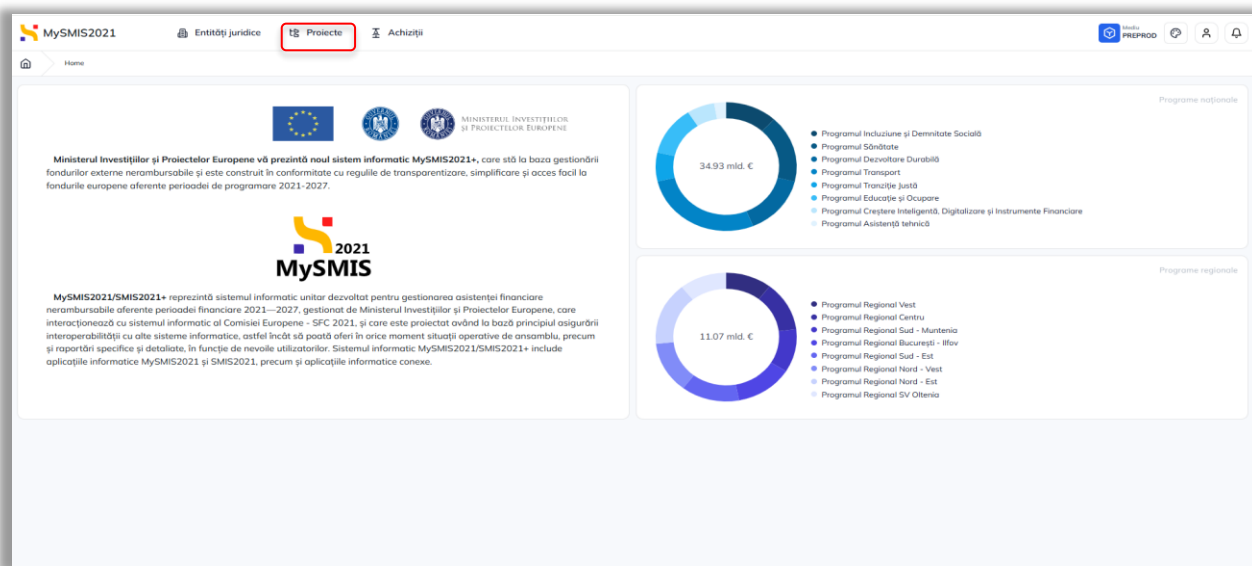 MySMIS2021
Entități juridice
Proiecte
Achiziții
Mediu
PREPROD
Home
MINISTERUL INVESTIȚIILOR
ȘI PROIECTELOR EUROPENE
Ministerul Investițiilor și Proiectelor Europene vă prezintă noul sistem informatic MySMIS2021+, care stă la baza gestionării
fondurilor externe nerambursabile și este construit în conformitate cu regulile de transparentizare, simplificare și acces facil la
fondurile europene aferente perioadei de programare 2021-2027.
2021
MySMIS
MySMIS2021/SMIS2021+ reprezintă sistemul informatic unitar dezvoltat pentru gestionarea asistenței financiare
nerambursabile aferente perioadei financiare 2021—2027, gestionat de Ministerul Investițiilor și Proiectelor Europene, care
interacționează cu sistemul informatic al Comisiei Europene - SFC 2021, și care este proiectat având la bază principiul asigurării
interoperabilității cu alte sisteme informatice, astfel încât să poată oferi în orice moment situații operative de ansamblu, precum
și raportări specifice și detaliate, în funcție de nevoile utilizatorilor. Sistemul informatic MySMIS2021/SMIS2021+ include
aplicațiile informatice MySMIS2021 și SMIS2021, precum și aplicațiile informatice conexe.
Programe naționale
34.93 mld. €
Programul Incluziune și Demnitate Socială
Programul Sănătate
Programul Dezvoltare Durabilă
Programul Transport
Programul Tranziție Justă
Programul Educație și Ocupare
Programul Creștere Inteligentă, Digitalizare și Instrumente Financiare
Programul Asistență tehnică
Programe regionale
11.07 mld. €
Programul Regional Vest
Programul Regional Centru
Programul Regional Sud - Muntenia
Programul Regional București - Ilfov
Programul Regional Sud - Est
Programul Regional Nord - Vest
Programul Regional Nord - Est
Programul Regional SV Oltenia